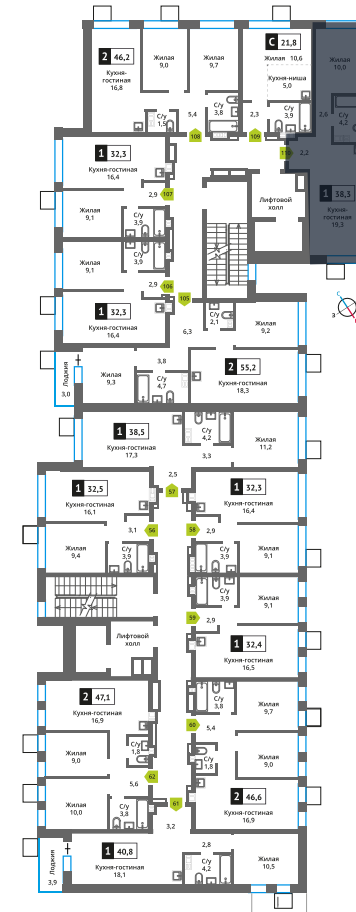 2 46,2
Кухня-
гостиная
16,8
Жилая
9,0
Жилая
9,7
С 21,8
Жилая 10,6
Кухня-ниша
5,0
Жилая
10,0
С/у
1,5
5,4
С/у
3,8
2,3
С/у
3,9
2,6
С/у
4,2
108
109
110
2,2
1 32,3
Кухня-гостиная
16,4
2,9
107
Жилая
9,1
С/у
3,9
Лифтовой
холл
1 38,3
Кухня-
гостиная
19,3
Жилая
9,1
С/у
3,9
2,9
106
105
1 32,3
Кухня-гостиная
16,4
6,3
С/у
2,1
Жилая
9,2
С
З
Лоджия
3,0
Жилая
9,3
3,8
С/у
4,7
2 55,2
Кухня-гостиная
18,3
1 38,5
Кухня-гостиная
17,3
С/у
4,2
3,3
Жилая
11,2
2,5
57
1 32,5
Кухня-гостиная
16,1
1 32,3
Кухня-гостиная
16,4
3,1
56
58
2,9
Жилая
9,4
С/у
3,9
С/у
3,9
Жилая
9,1
С/у
3,9
Жилая
9,1
59
2,9
Лифтовой
холл
1 32,4
Кухня-гостиная
16,5
2 47,1
Кухня-гостиная
16,9
С/у
3,8
Жилая
9,7
60
5,4
Жилая
9,0
С/у
1,8
С/у
1,8
Жилая
9,0
62
5,6
Жилая
10,0
С/у
3,8
61
2 46,6
Кухня-гостиная
16,9
3,2
Лоджия
3,9
1 40,8
Кухня-гостиная
18,1
2,8
С/у
4,2
Жилая
10,5